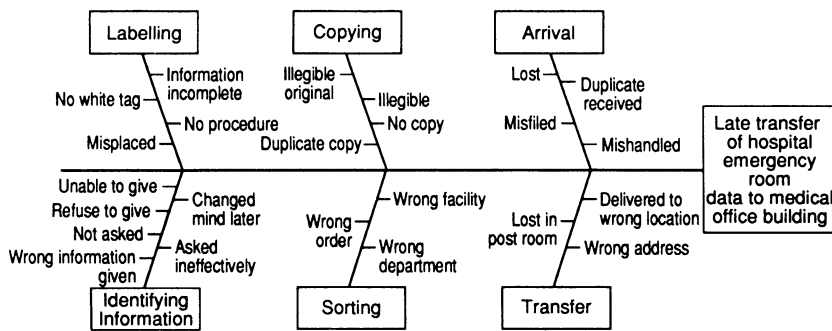 Labelling
Copying
Arrival
Information
incomplete
No white tag
No procedure
Misplaced
Illegible
original
Illegible
No copy
Duplicate copy
Lost
Duplicate
received
Misfiled
Mishandled
Late transfer
of hospital
emergency
room
data to medical
office building
Unable to give
Changed
mind later
Refuse to give
Not asked
Asked
ineffectively
Wrong information
given
Wrong facility
Wrong
order
Wrong
department
Delivered to
wrong location
Lost in
post room
Wrong address
Identifying
Information
Sorting
Transfer